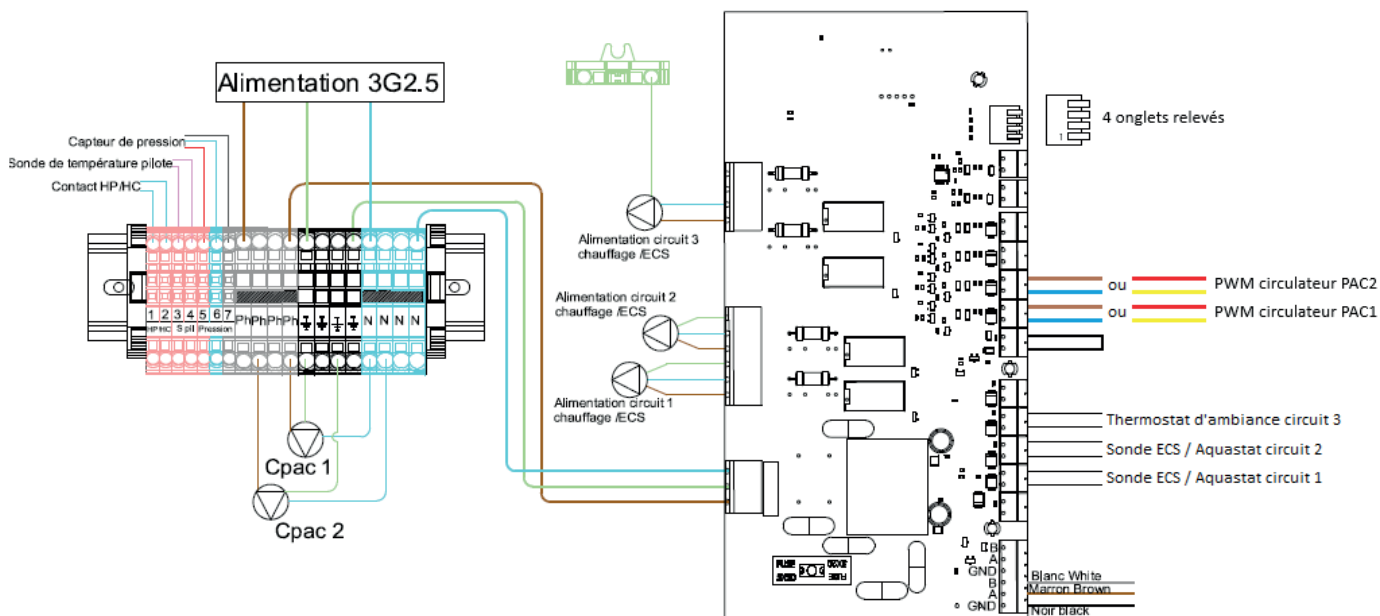 Alimentation 3G2.5
Capteur de pression
Sonde de température pilote
Contact HP/HC
1 2 3 4 5 6 7
HP HC S pil Pression
Ph Ph Ph Ph N N N N
Cpac 1
Cpac 2
Alimentation circuit 3
chauffage /ECS
Alimentation circuit 2
chauffage /ECS
Alimentation circuit 1
chauffage /ECS
1
4 onglets relevés
ou
PWM circulateur PAC2
ou
PWM circulateur PAC1
Thermostat d'ambiance circuit 3
Sonde ECS / Aquastat circuit 2
Sonde ECS / Aquastat circuit 1
B
A
GND
B
A
GND
Blanc White
Marron Brown
Noir black
FUSE